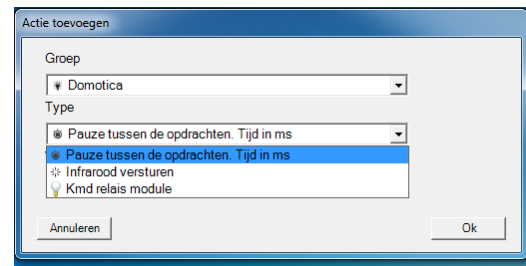 Actie toevoegen
Groep
Domotica
Type
Pauze tussen de opdrachten. Tijd in ms
Pauze tussen de opdrachten. Tijd in ms
Infrarood versturen
Kmd relais module
Annuleren
Ok